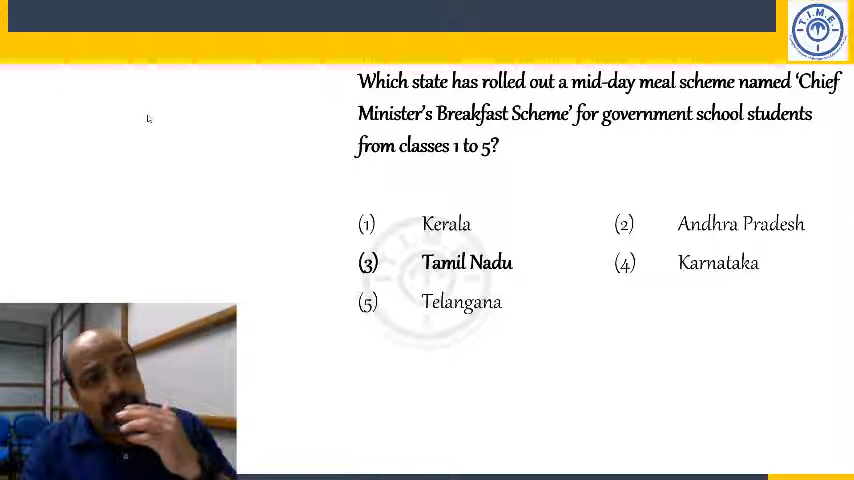 T.I.M.E.
Which state has rolled out a mid-day meal scheme named ‘Chief
Minister’s Breakfast Scheme’ for government school students
from classes 1 to 5?
(1) Kerala (2) Andhra Pradesh
(3) Tamil Nadu (4) Karnataka
(5) Telangana